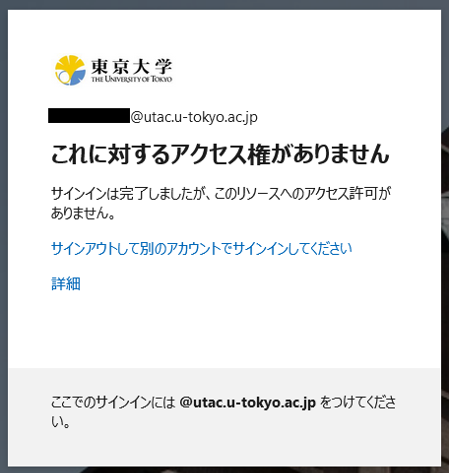 東京大学
THE UNIVERSITY OF TOKYO
@utac.u-tokyo.ac.jp
これに対するアクセス権がありません
サインインは完了しましたが、このリソースへのアクセス許可が
ありません。
サインアウトして別のアカウントでサインインしてください
詳細
ここでのサインインには @utac.u-tokyo.ac.jp をつけてくださ
い。